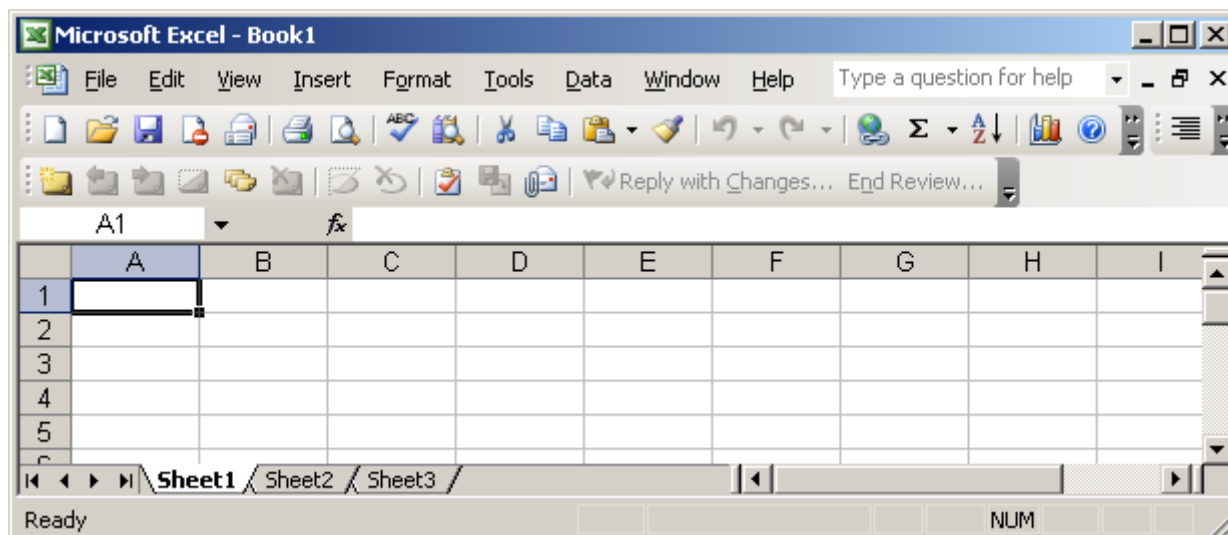 Microsoft Excel - Book1
File Edit View Insert Format Tools Data Window Help Type a question for help
ABC Σ A Z
Reply with Changes... End Review...
A1 fx
A B C D E F G H I
1
2
3
4
5
Sheet1 Sheet2 Sheet3
Ready NUM